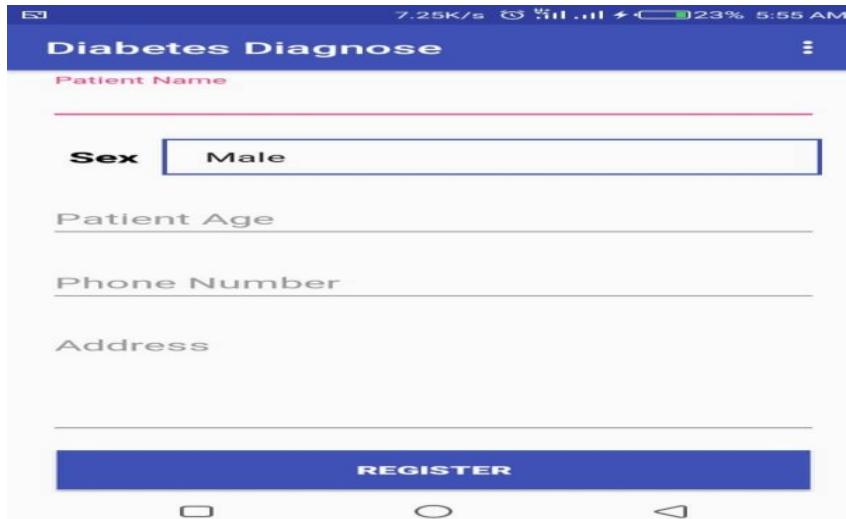 7.25K/s 23% 5:55 AM
Diabetes Diagnose
Patient Name
Sex Male
Patient Age
Phone Number
Address
REGISTER